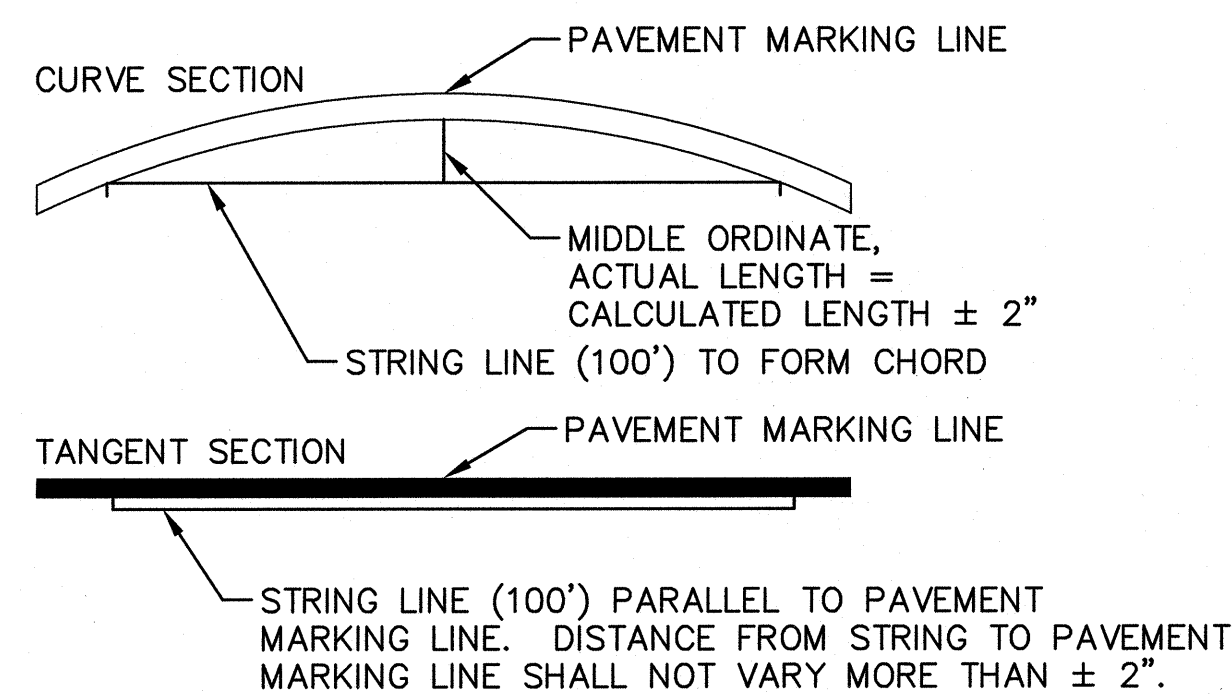 PAVEMENT MARKING LINE
CURVE SECTION
MIDDLE ORDINATE,
ACTUAL LENGTH =
CALCULATED LENGTH ± 2"
STRING LINE (100') TO FORM CHORD
PAVEMENT MARKING LINE
TANGENT SECTION
STRING LINE (100') PARALLEL TO PAVEMENT
MARKING LINE. DISTANCE FROM STRING TO PAVEMENT
MARKING LINE SHALL NOT VARY MORE THAN ± 2".